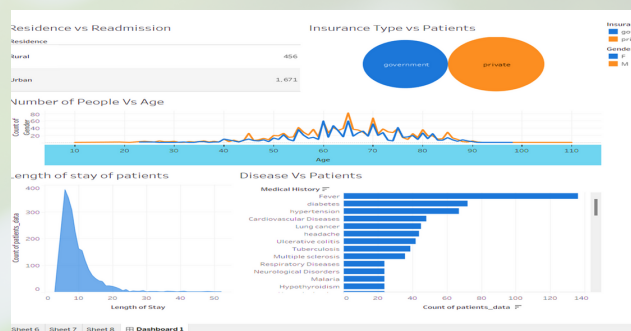 Residence vs Readmission
Residence
Rural 456
Urban 1,671
Insurance Type vs Patients
government
private
Gender
F
M
Number of People Vs Age
Count of Gender
80
60
40
20
10 20 30 40 50 60 70 80 90 100 110
Age
Length of stay of patients
Count of patients_data
400
300
200
100
0
0 10 20 30 40 50
Length of Stay
Disease Vs Patients
Medical History
Fever
diabetes
hypertension
Cardiovascular Diseases
Lung cancer
headache
Ulcerative colitis
Tuberculosis
Multiple sclerosis
Respiratory Diseases
Neurological Disorders
Malaria
Hypothyroidism
0 20 40 60 80 100 120 140
Count of patients_data
Sheet 6 Sheet 7 Sheet 8 Dashboard 1